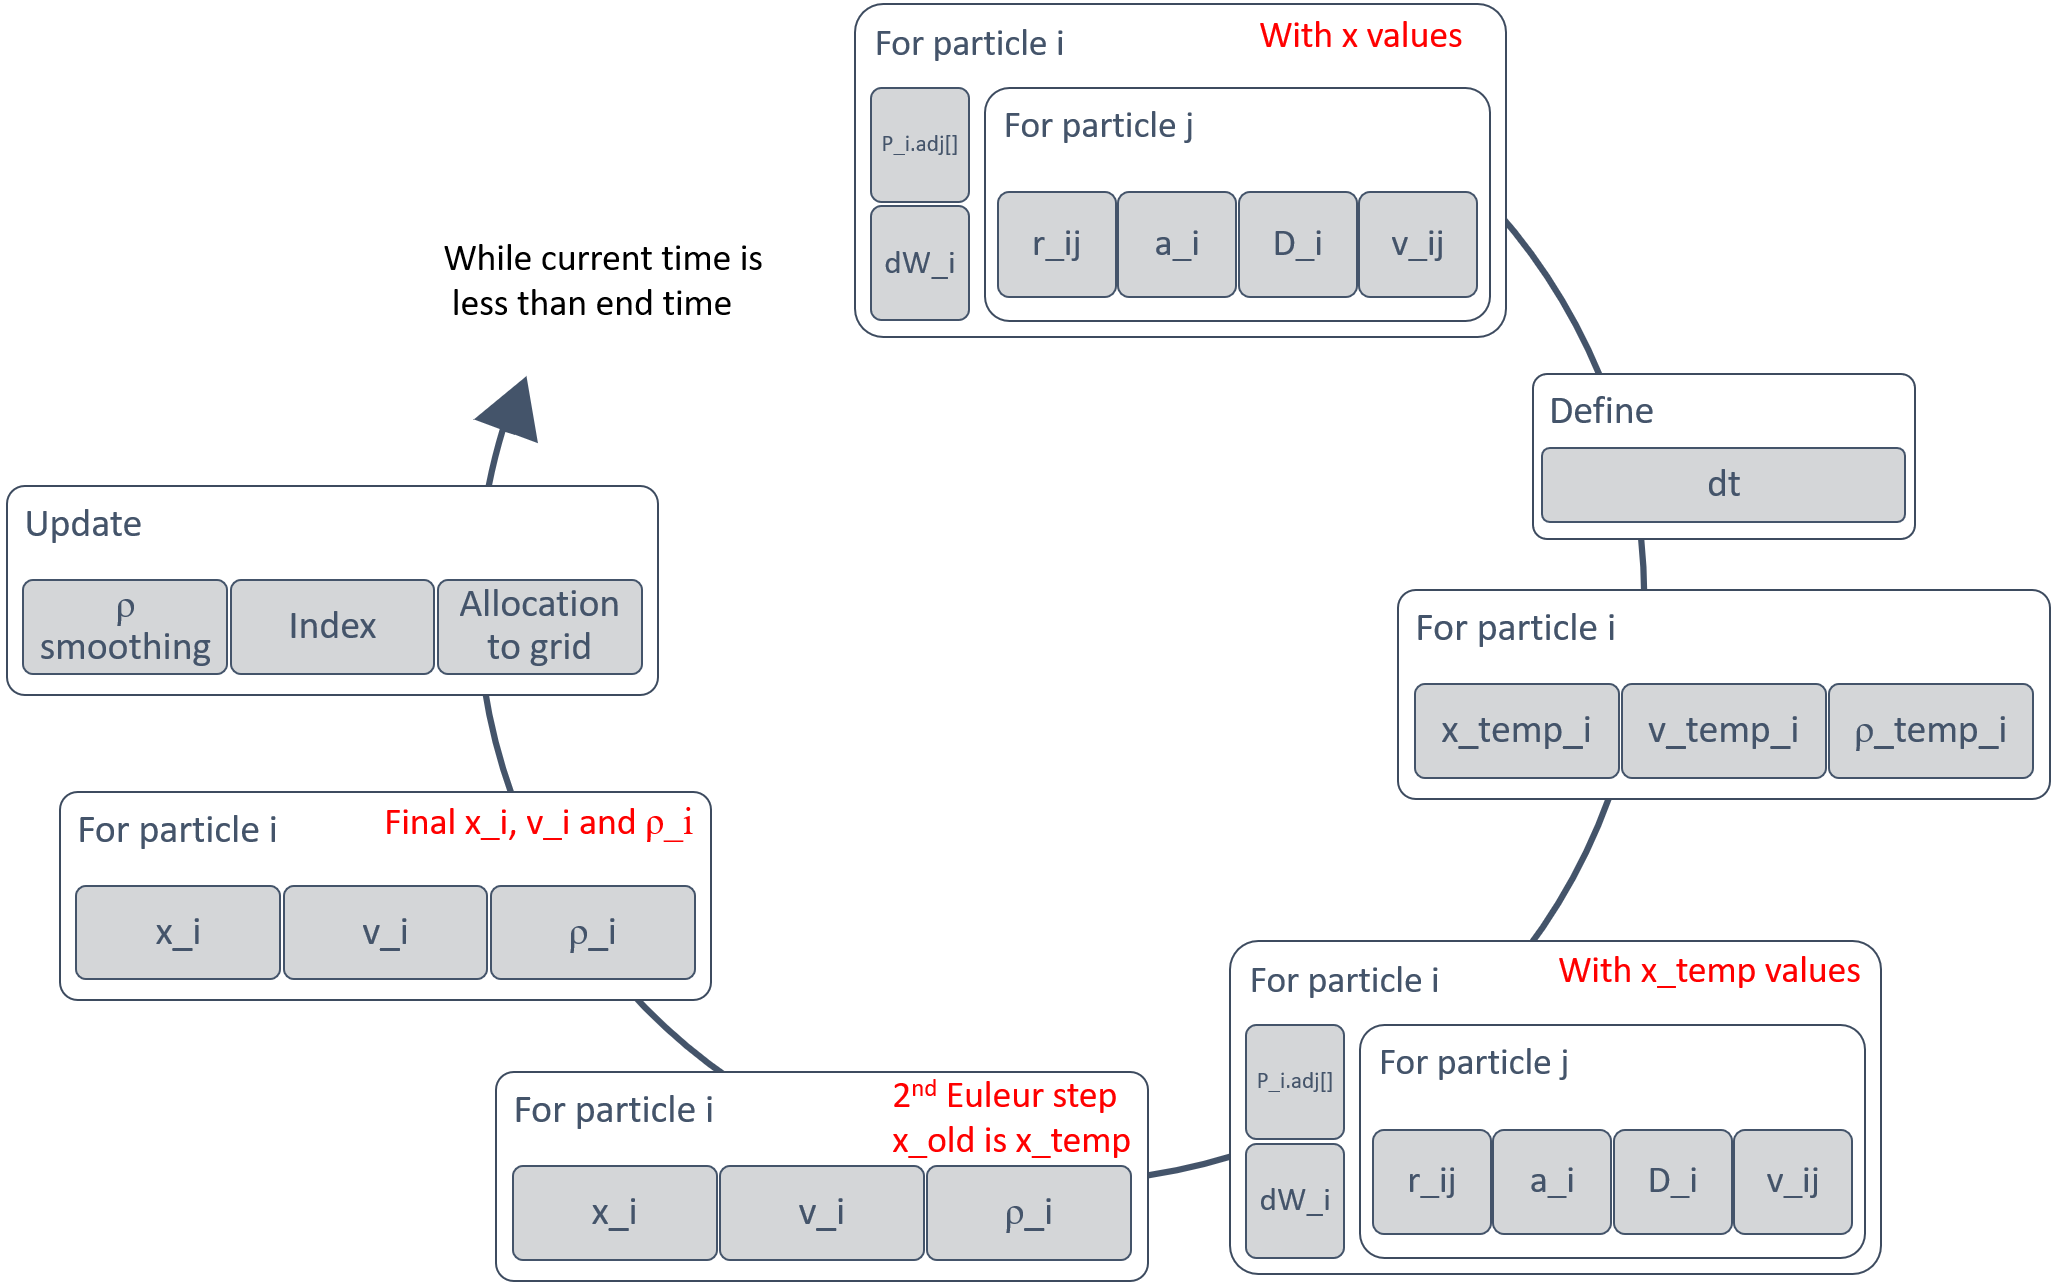 For particle i
With x values
P_i.adj[]
dW_i
For particle j
r_ij
a_i
D_i
v_ij
While current time is
less than end time
Define
dt
For particle i
x_temp_i
v_temp_i
ρ_temp_i
For particle i
With x_temp values
P_i.adj[]
dW_i
For particle j
r_ij
a_i
D_i
v_ij
For particle i
2nd Euleur step
x_old is x_temp
x_i
v_i
ρ_i
For particle i
Final x_i, v_i and ρ_i
x_i
v_i
ρ_i
Update
ρ
smoothing
Index
Allocation
to grid